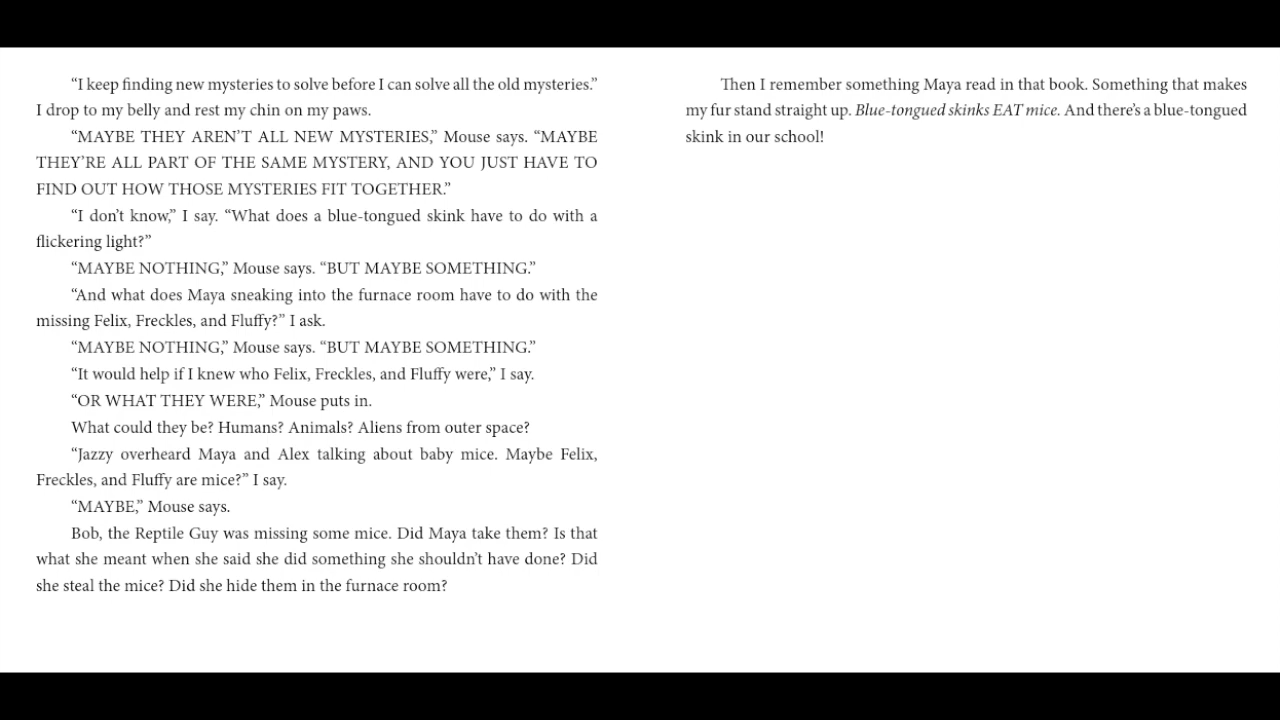 “I keep finding new mysteries to solve before I can solve all the old mysteries.”
I drop to my belly and rest my chin on my paws.
“MAYBE THEY AREN’T ALL NEW MYSTERIES,” Mouse says. “MAYBE
THEY’RE ALL PART OF THE SAME MYSTERY, AND YOU JUST HAVE TO
FIND OUT HOW THOSE MYSTERIES FIT TOGETHER.”
“I don’t know,” I say. “What does a blue-tongued skink have to do with a
flickering light?”
“MAYBE NOTHING,” Mouse says. “BUT MAYBE SOMETHING.”
“And what does Maya sneaking into the furnace room have to do with the
missing Felix, Freckles, and Fluffy?” I ask.
“MAYBE NOTHING,” Mouse says. “BUT MAYBE SOMETHING.”
“It would help if I knew who Felix, Freckles, and Fluffy were,” I say.
“OR WHAT THEY WERE,” Mouse puts in.
What could they be? Humans? Animals? Aliens from outer space?
“Jazzy overheard Maya and Alex talking about baby mice. Maybe Felix,
Freckles, and Fluffy are mice?” I say.
“MAYBE,” Mouse says.
Bob, the Reptile Guy was missing some mice. Did Maya take them? Is that
what she meant when she said she did something she shouldn’t have done? Did
she steal the mice? Did she hide them in the furnace room?
Then I remember something Maya read in that book. Something that makes
my fur stand straight up. Blue-tongued skinks EAT mice. And there’s a blue-tongued
skink in our school!